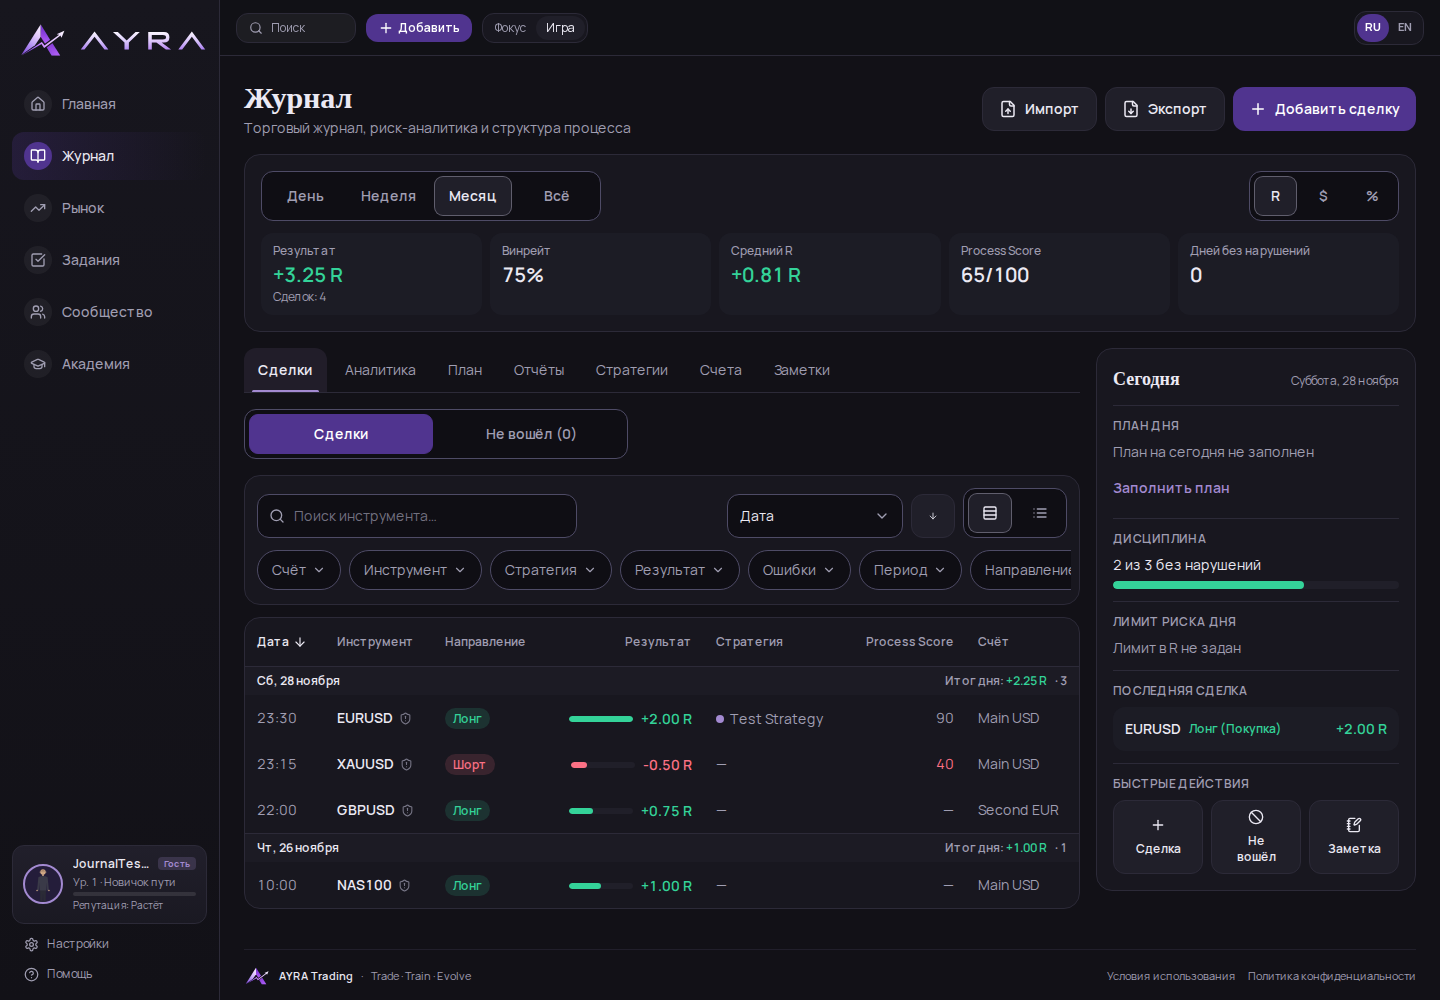 AYRA
Поиск
Добавить
Фокус
Игра
RU
EN
Главная
Журнал
Рынок
Задания
Сообщество
Академия
Журнал
Торговый журнал, риск-аналитика и структура процесса
Импорт
Экспорт
Добавить сделку
День
Неделя
Месяц
Всё
R
$
%
Результат
+3.25 R
Сделок: 4
Винрейт
75%
Средний R
+0.81 R
Process Score
65/100
Дней без нарушений
0
Сделки
Аналитика
План
Отчёты
Стратегии
Счета
Заметки
Сделки
Не вошёл (0)
Поиск инструмента...
Дата
Счёт
Инструмент
Стратегия
Результат
Ошибки
Период
Направление
Дата
Инструмент
Направление
Результат
Стратегия
Process Score
Счёт
Сб, 28 ноября
Итог дня: +2.25 R · 3
23:30 EURUSD Лонг +2.00 R Test Strategy 90 Main USD
23:15 XAUUSD Шорт -0.50 R — 40 Main USD
22:00 GBPUSD Лонг +0.75 R — — Second EUR
Чт, 26 ноября
Итог дня: +1.00 R · 1
10:00 NAS100 Лонг +1.00 R — — Main USD
Сегодня
Суббота, 28 ноября
ПЛАН ДНЯ
План на сегодня не заполнен
Заполнить план
ДИСЦИПЛИНА
2 из 3 без нарушений
ЛИМИТ РИСКА ДНЯ
Лимит в R не задан
ПОСЛЕДНЯЯ СДЕЛКА
EURUSD Лонг (Покупка) +2.00 R
БЫСТРЫЕ ДЕЙСТВИЯ
Сделка
Не
вошёл
Заметка
JournalTes...
Гость
Ур. 1 · Новичок пути
Репутация: Растёт
Настройки
Помощь
AYRA Trading · Trade · Train · Evolve
Условия использования
Политика конфиденциальности